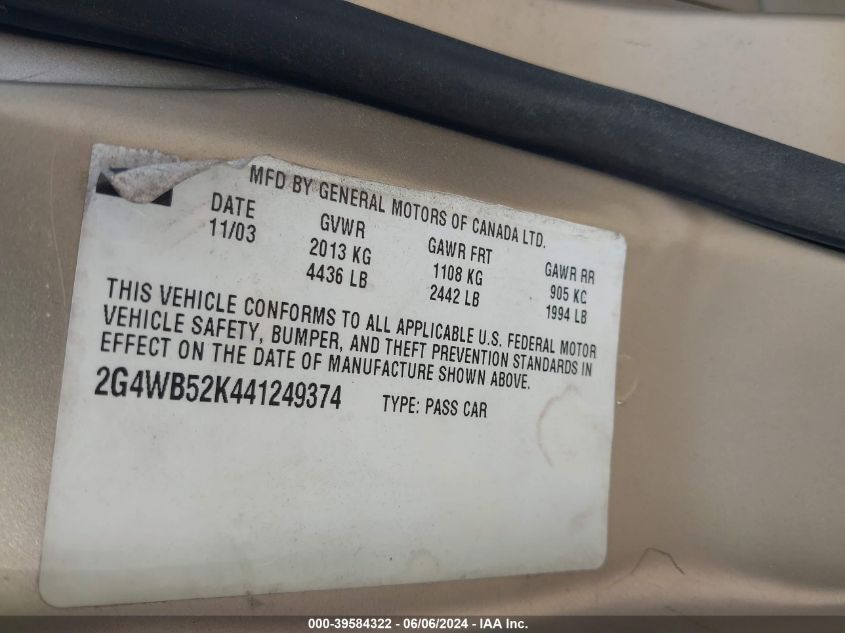 MFD BY GENERAL MOTORS OF CANADA LTD.
DATE GVWR GAWR FRT GAWR RR
11/03 2013 KG 1108 KG 905 KG
4436 LB 2442 LB 1994 LB
THIS VEHICLE CONFORMS TO ALL APPLICABLE U.S. FEDERAL MOTOR
VEHICLE SAFETY, BUMPER, AND THEFT PREVENTION STANDARDS IN
EFFECT ON THE DATE OF MANUFACTURE SHOWN ABOVE.
2G4WB52K441249374 TYPE: PASS CAR
000-39584322 - 06/06/2024 - IAA Inc.